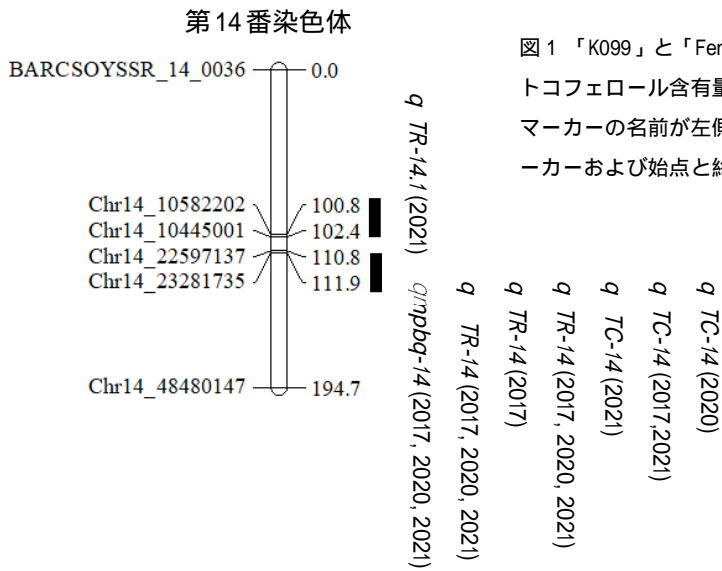 第14番染色体
BARCSOYSSR_14_0036 0.0
Chr14_10582202 100.8
Chr14_10445001 102.4
Chr14_22597137 110.8
Chr14_23281735 111.9
Chr14_48480147 194.7
q TR-14.1 (2021)
(2017, 2020, 2021)
q TR-14 (2017, 2020, 2021)
q TR-14 (2017)
q TR-14 (2017, 2020, 2021)
q TC-14 (2021)
q TC-14 (2017,2021)
q TC-14 (2020)
図1 「K099」と「Fer
トコフェロール含有量
マーカーの名前が左側
ーカーおよび始点と終